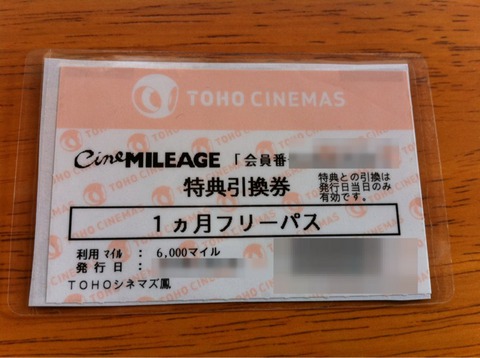 TOHO CINEMAS
CineMILEAGE 「会員番
特典引換券
特典との引換は
発行日当日のみ
有効です。
1ヵ月フリーパス
利用マイル : 6,000マイル
発行日 :
TOHOシネマズ鳳